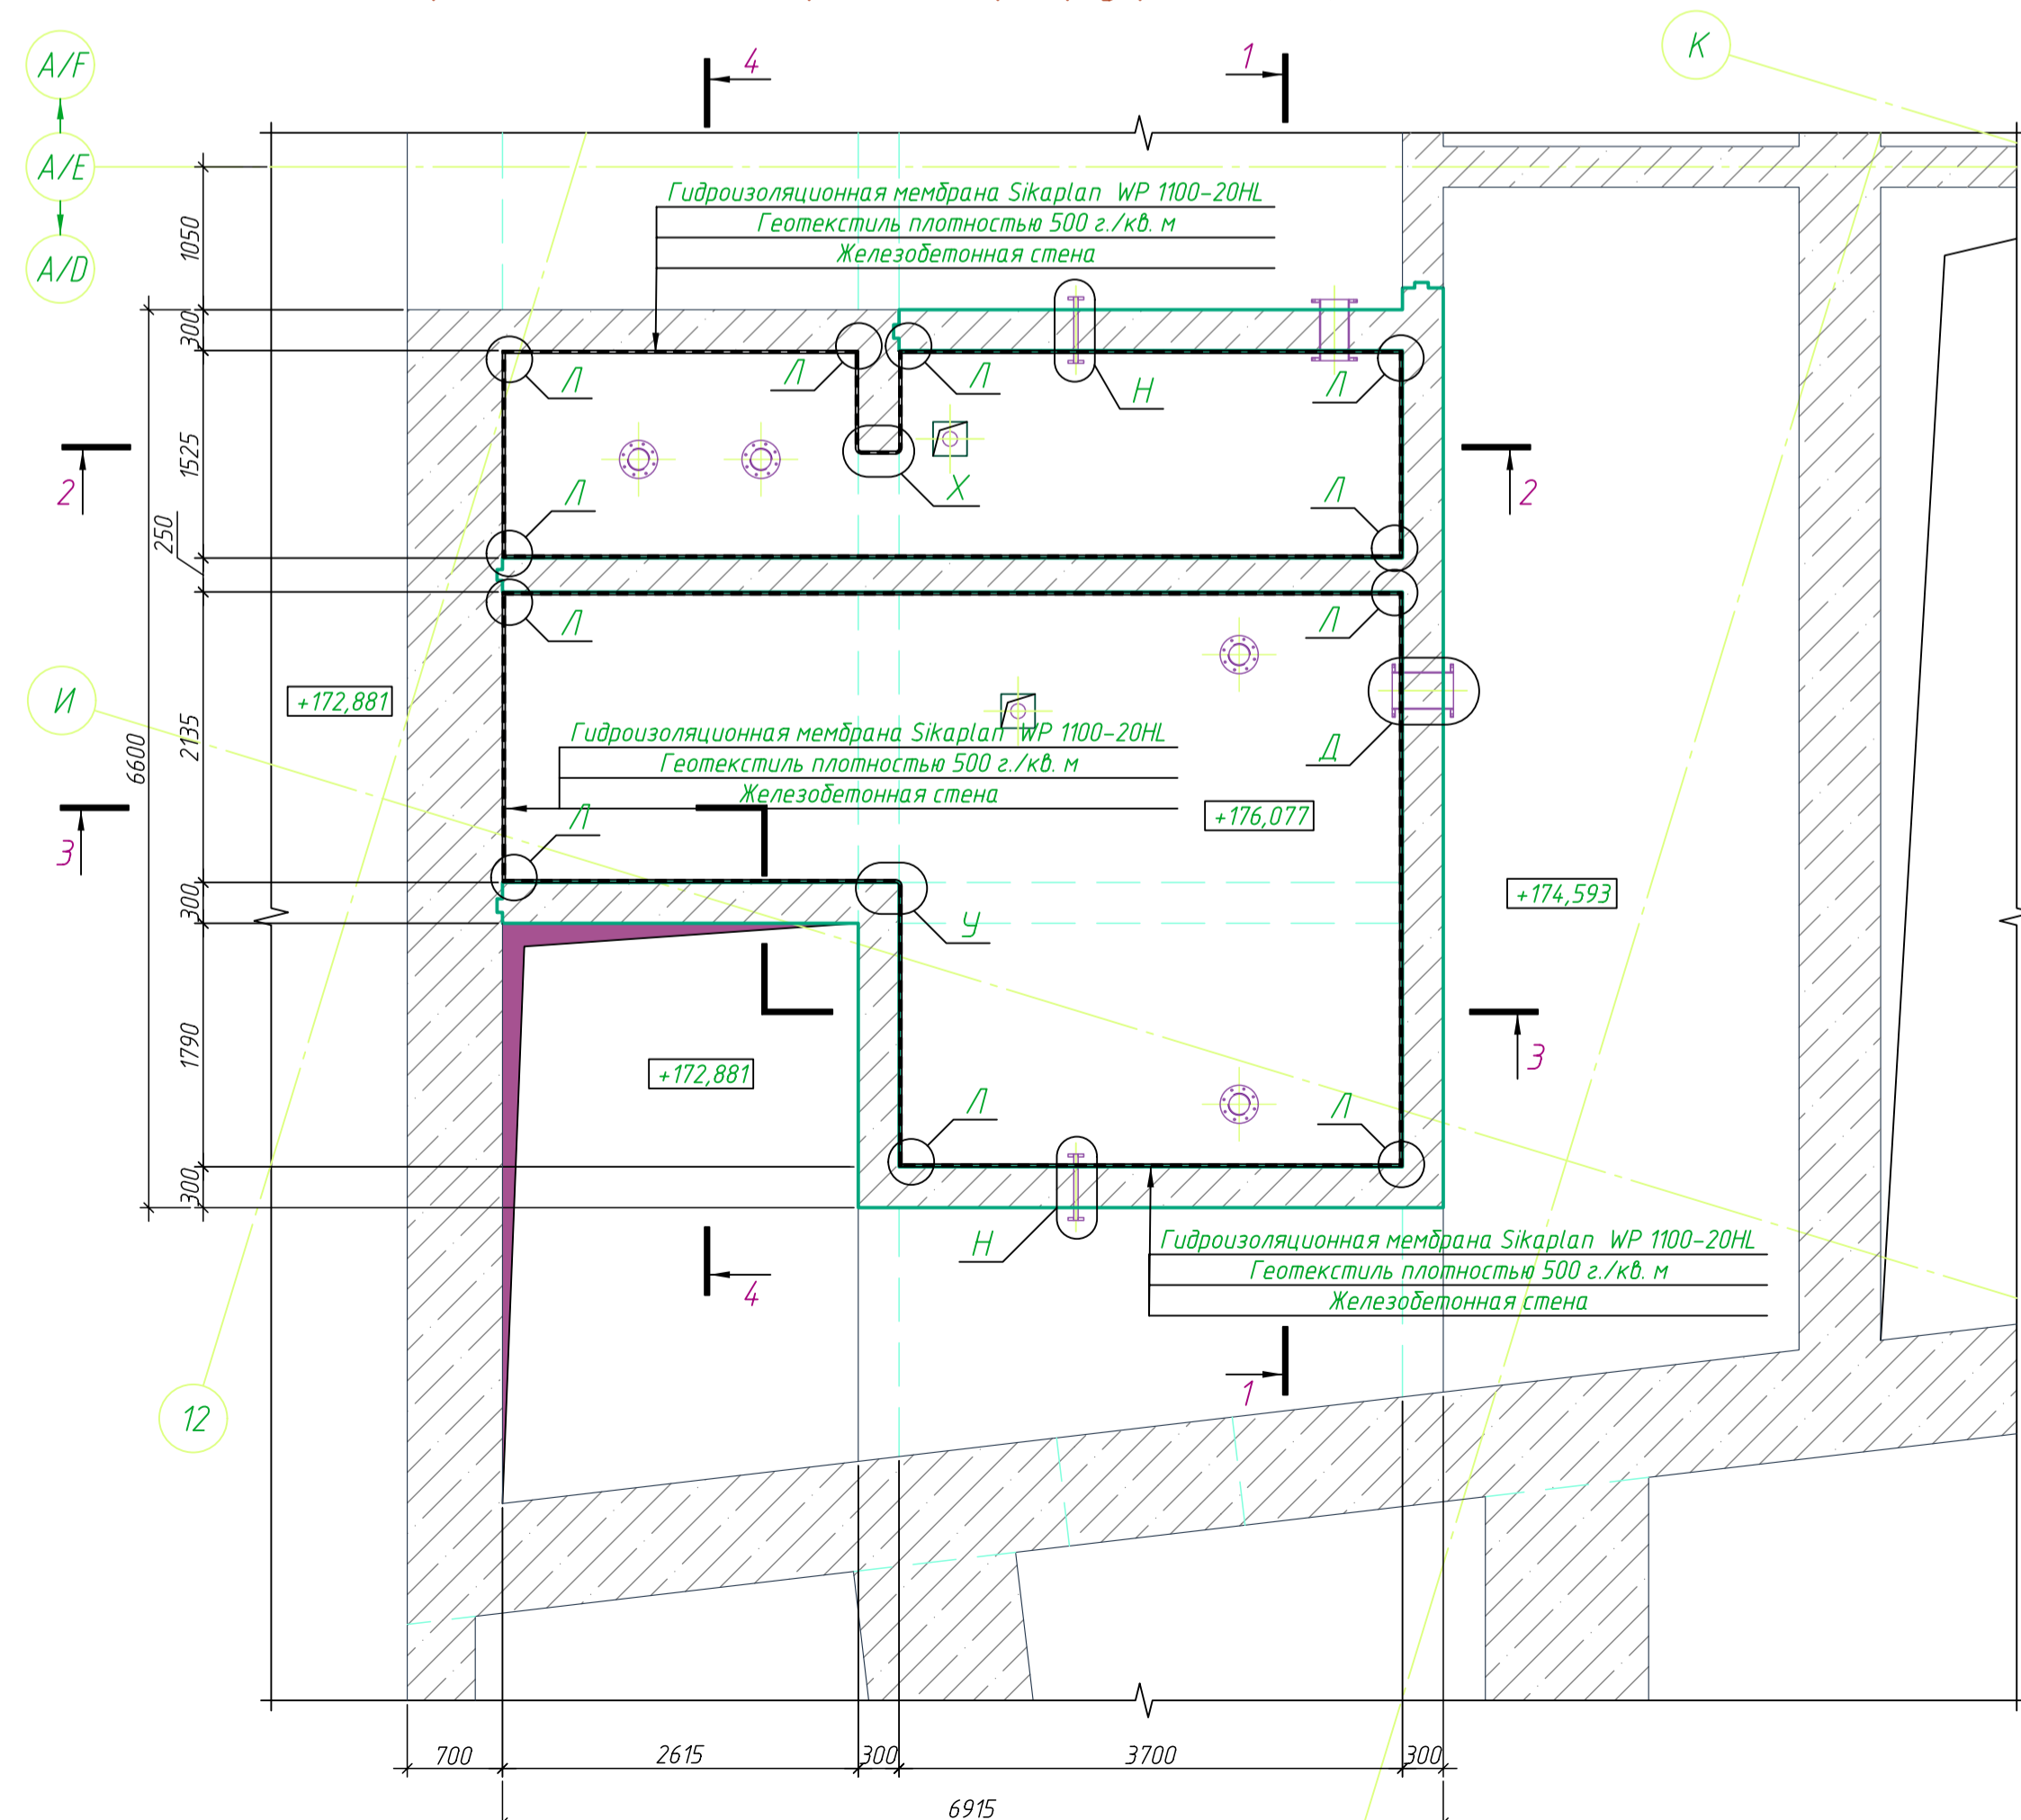 А/F
4
1
К
А/Е
Гидроизоляционная мембрана Sikaplan WP 1100-20HL
Геотекстиль плотностью 500 г./кв. м
Железобетонная стена
1050
А/D
300
Л
Л
Л
Н
Л
1525
2
Л
Х
Л
2
250
Л
Л
И
+172,881
2135
6600
Гидроизоляционная мембрана Sikaplan WP 1100-20HL
Геотекстиль плотностью 500 г./кв. м
Железобетонная стена
Д
+176,077
Л
3
300
+174,593
У
1790
+172,881
3
Л
Л
300
Н
Гидроизоляционная мембрана Sikaplan WP 1100-20HL
Геотекстиль плотностью 500 г./кв. м
Железобетонная стена
4
1
12
700
2615
300
3700
300
6915